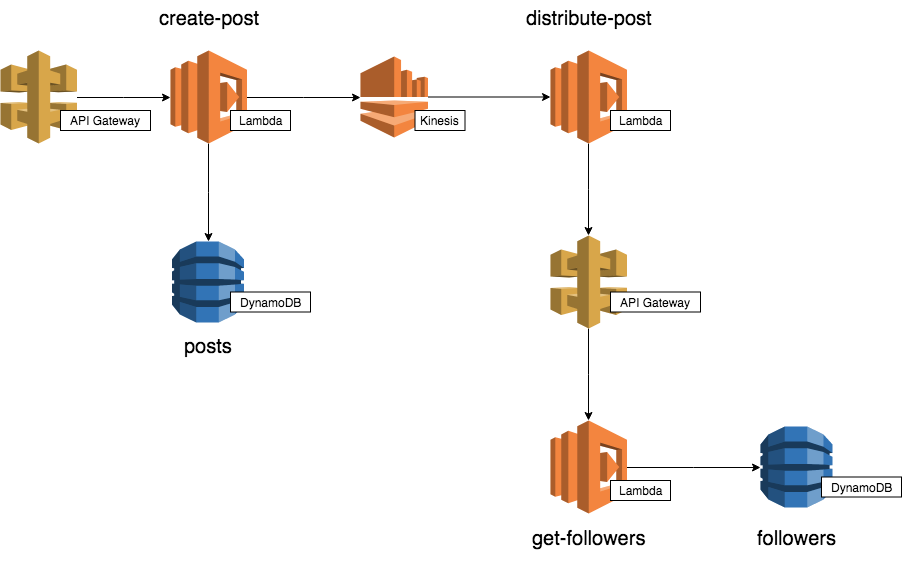 create-post
distribute-post
API Gateway
Lambda
Kinesis
Lambda
DynamoDB
API Gateway
posts
Lambda
DynamoDB
get-followers
followers